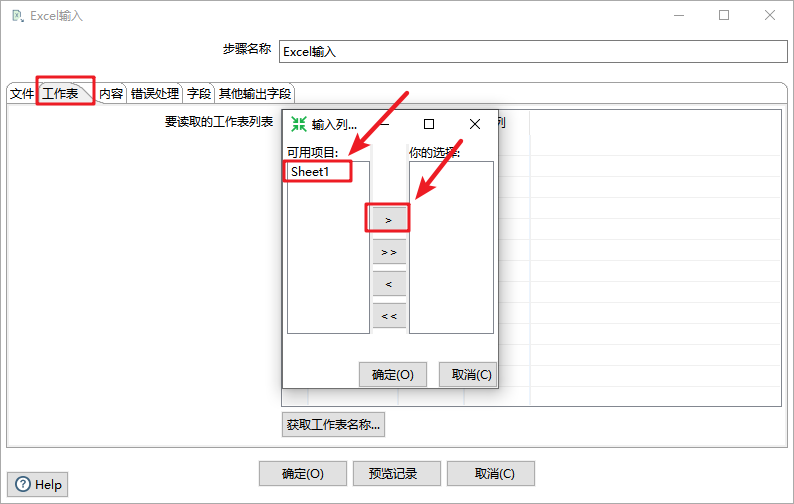 Excel输入
步骤名称 Excel输入
文件 工作表 内容 错误处理 字段 其他输出字段
要读取的工作表列表
列
输入列...
可用项目:
你的选择:
Sheet1
>
>>
<
<<
确定(O) 取消(C)
获取工作表名称...
确定(O) 预览记录 取消(C)
Help